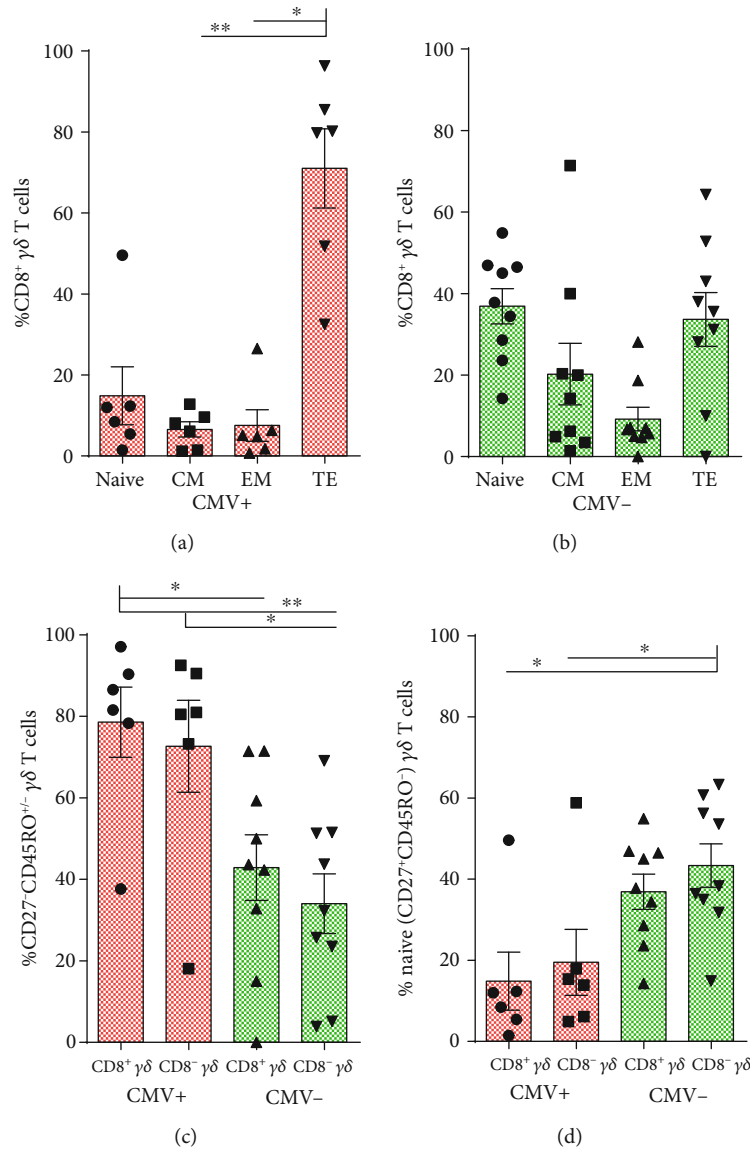 ** *
100
80
60
40
20
0
%CD8⁺ γδ T cells
Naive CM EM TE
CMV+
(a)
100
80
60
40
20
0
%CD8⁺ γδ T cells
Naive CM EM TE
CMV−
(b)
*
**
*
100
80
60
40
20
0
%CD27⁻CD45RO⁺/⁻ γδ T cells
CD8⁺ γδ CD8⁻ γδ CD8⁺ γδ CD8⁻ γδ
CMV+ CMV−
(c)
* *
100
80
60
40
20
0
% naive (CD27⁺CD45RO⁻) γδ T cells
CD8⁺ γδ CD8⁻ γδ CD8⁺ γδ CD8⁻ γδ
CMV+ CMV−
(d)